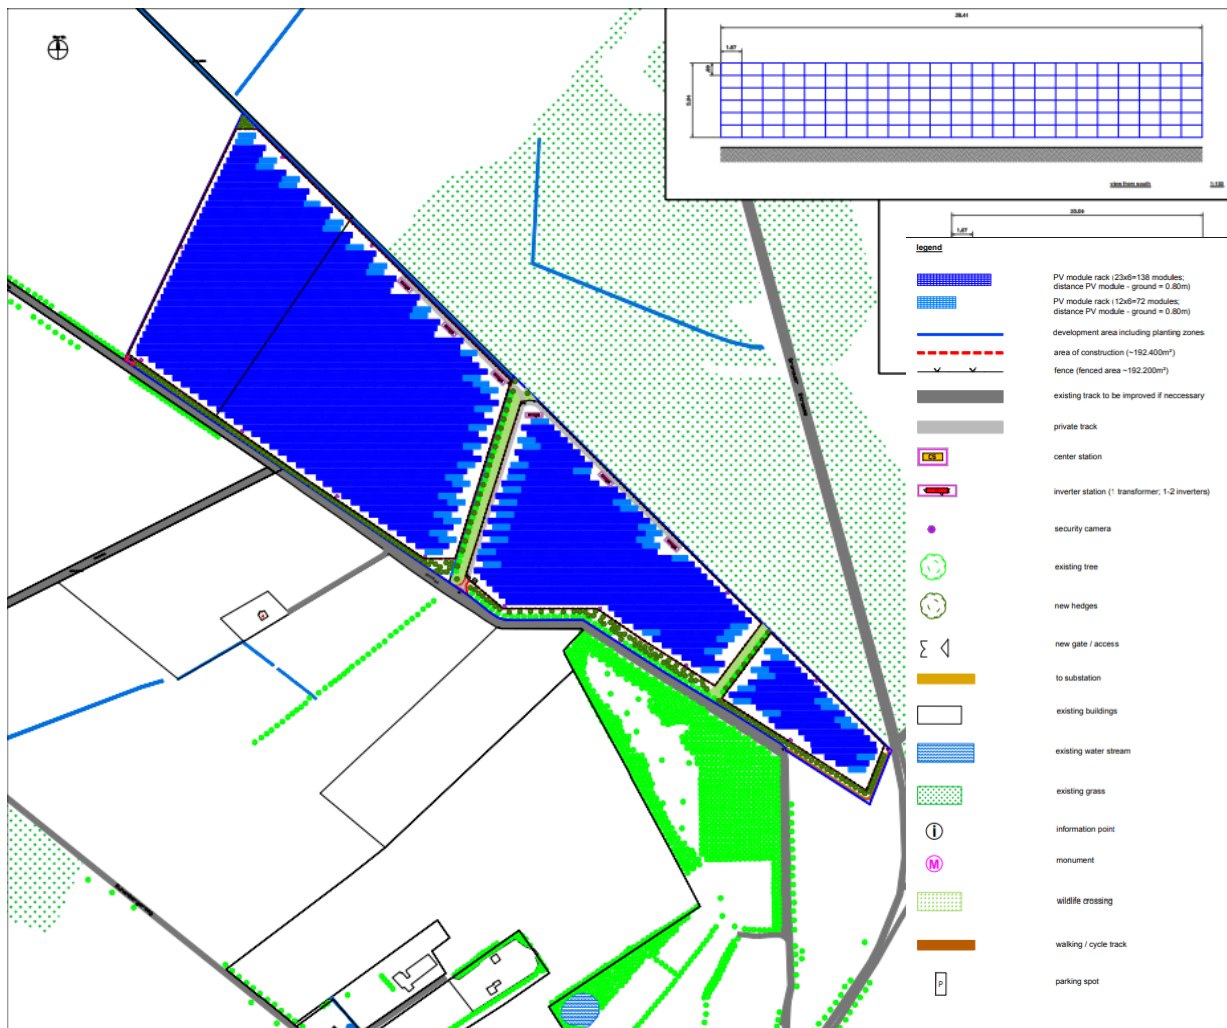 38.41
1.67
view from south
1:100
1.67
legend
PV module rack (23x6=138 modules;
distance PV module - ground = 0.80m)
PV module rack (12x6=72 modules;
distance PV module - ground = 0.80m)
development area including planting zones
area of construction (~192.400m²)
fence (fenced area ~192.200m²)
existing track to be improved if neccessary
private track
CS
center station
inverter station (1 transformer; 1-2 inverters)
security camera
existing tree
new hedges
new gate / access
to substation
existing buildings
existing water stream
existing grass
i
information point
M
monument
wildlife crossing
walking / cycle track
P
parking spot